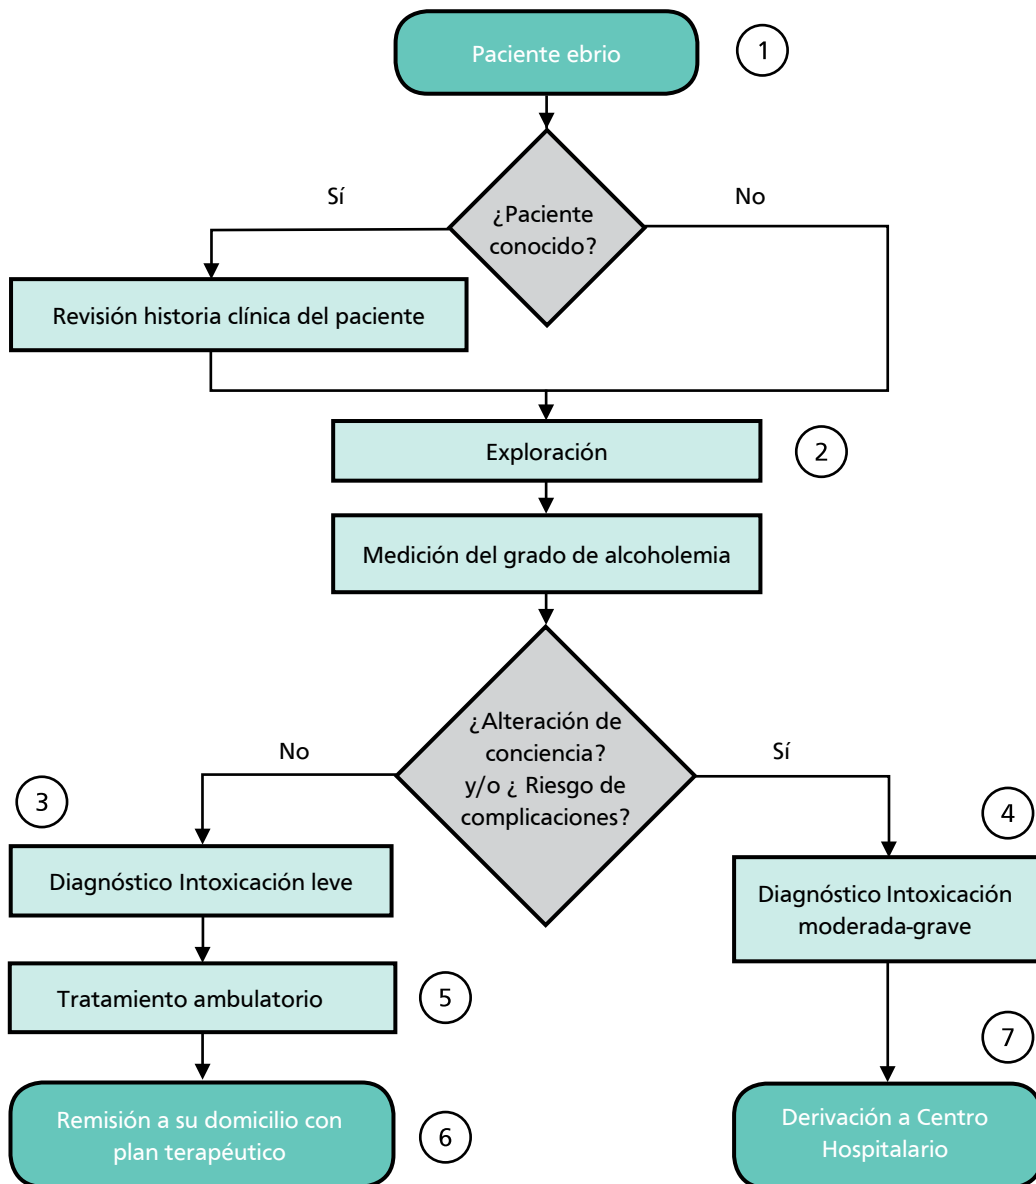 Paciente ebrio
1
¿Paciente
conocido?
Sí
No
Revisión historia clínica del paciente
Exploración
2
Medición del grado de alcoholemia
¿Alteración de
conciencia?
y/o ¿ Riesgo de
complicaciones?
No
Sí
3
4
Diagnóstico Intoxicación leve
Diagnóstico Intoxicación
moderada-grave
Tratamiento ambulatorio
5
7
Remisión a su domicilio con
plan terapéutico
6
Derivación a Centro
Hospitalario